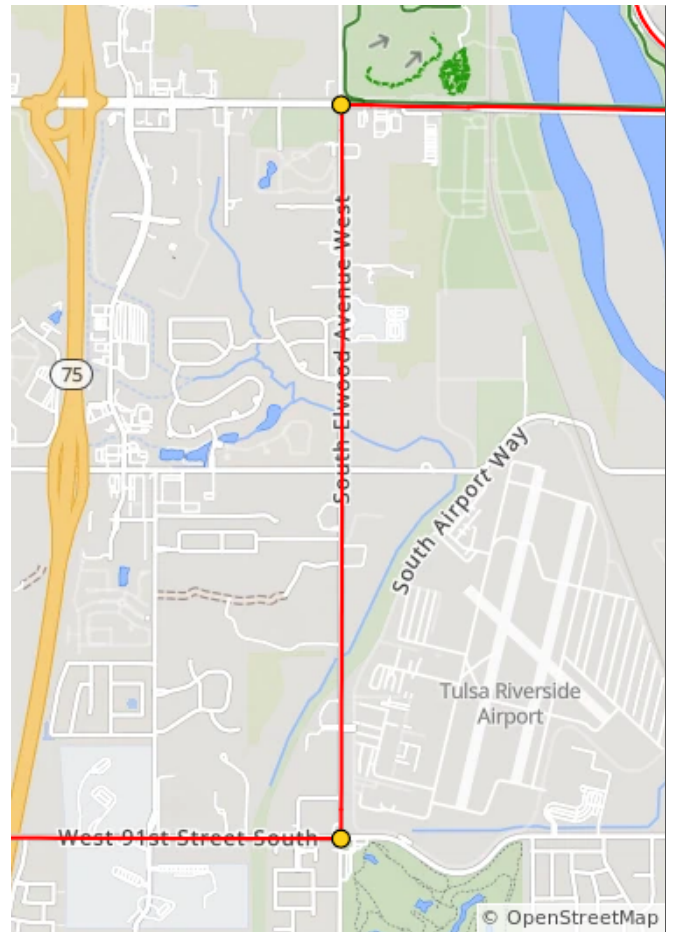 South Elwood Avenue West
75
South Airport Way
Tulsa Riverside
Airport
West 91st Street South
© OpenStreetMap